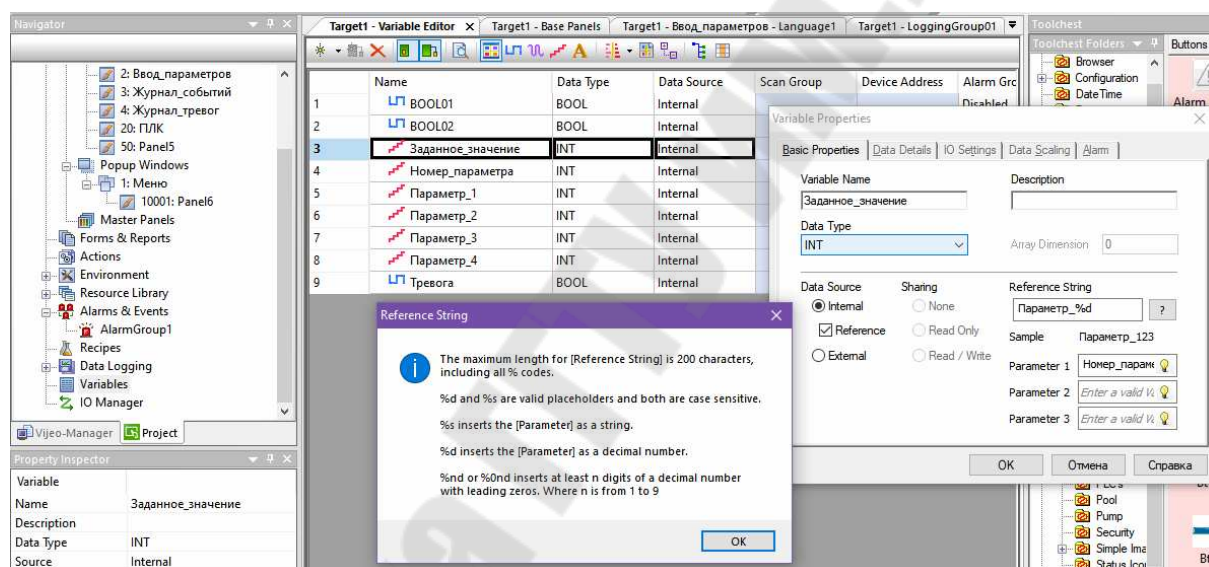 Navigator
2: Ввод_параметров
3: Журнал_событий
4: Журнал_тревог
20: ПЛК
50: Panel5
Popup Windows
1: Меню
10001: Panel6
Master Panels
Forms & Reports
Actions
Environment
Resource Library
Alarms & Events
AlarmGroup1
Recipes
Data Logging
Variables
IO Manager
Vijeo-Manager Project
Property Inspector
Variable
Name Заданное_значение
Description
Data Type INT
Source Internal
Target1 - Variable Editor Target1 - Base Panels Target1 - Ввод_параметров - Language1 Target1 - LoggingGroup01
Name Data Type Data Source Scan Group Device Address Alarm Grc
1 BOOL01 BOOL Internal Disabled
2 BOOL02 BOOL Internal
3 Заданное_значение INT Internal
4 Номер_параметра INT Internal
5 Параметр_1 INT Internal
6 Параметр_2 INT Internal
7 Параметр_3 INT Internal
8 Параметр_4 INT Internal
9 Тревога BOOL Internal
Reference String
The maximum length for [Reference String] is 200 characters,
including all % codes.
%d and %s are valid placeholders and both are case sensitive.
%s inserts the [Parameter] as a string.
%d inserts the [Parameter] as a decimal number.
%nd or %0nd inserts at least n digits of a decimal number
with leading zeros. Where n is from 1 to 9
OK
Toolchest
Toolchest Folders Buttons
Browser
Configuration
DateTime
Alarm
Variable Properties
Basic Properties Data Details IO Settings Data Scaling Alarm
Variable Name Description
Заданное_значение
Data Type
INT Array Dimension 0
Data Source Sharing Reference String
Internal None Параметр_%d ?
Reference Read Only Sample Параметр_123
External Read / Write Parameter 1 Номер_параме
Parameter 2 Enter a valid Va
Parameter 3 Enter a valid Va
OK Отмена Справка
Pool
Pump
Security
Simple Ima
Status Icon